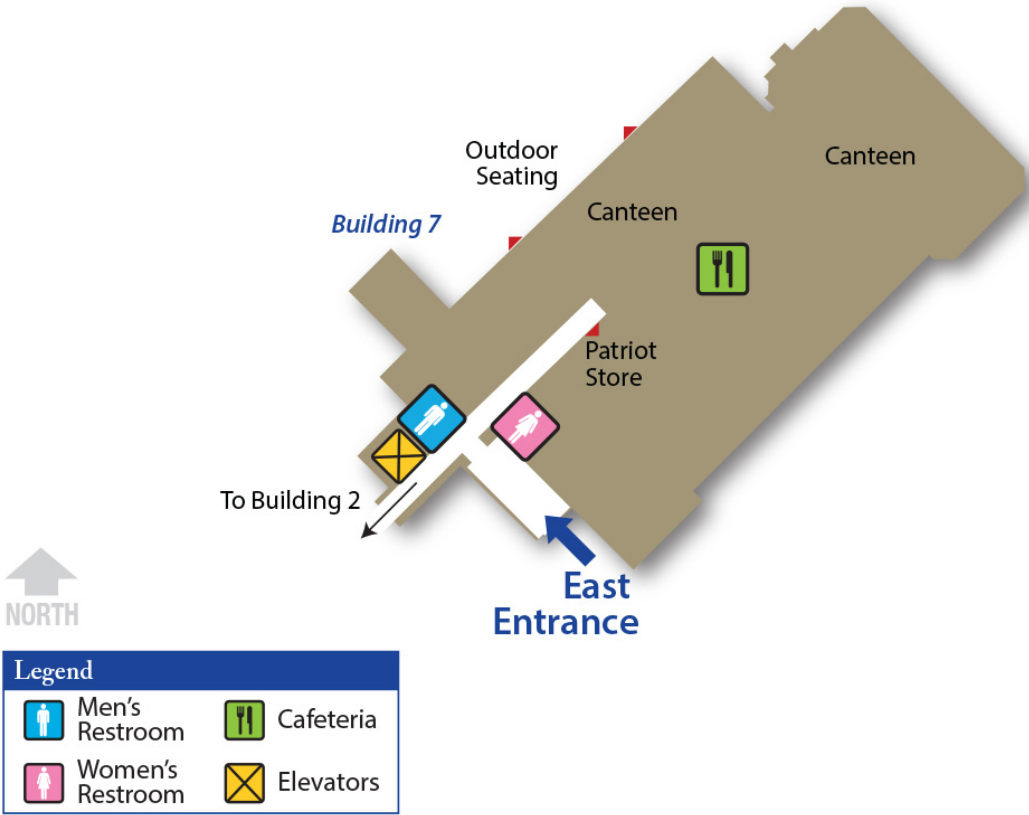 Outdoor
Seating
Canteen
Canteen
Building 7
Patriot
Store
To Building 2
East
Entrance
NORTH
Legend
Men's
Restroom
Cafeteria
Women's
Restroom
Elevators